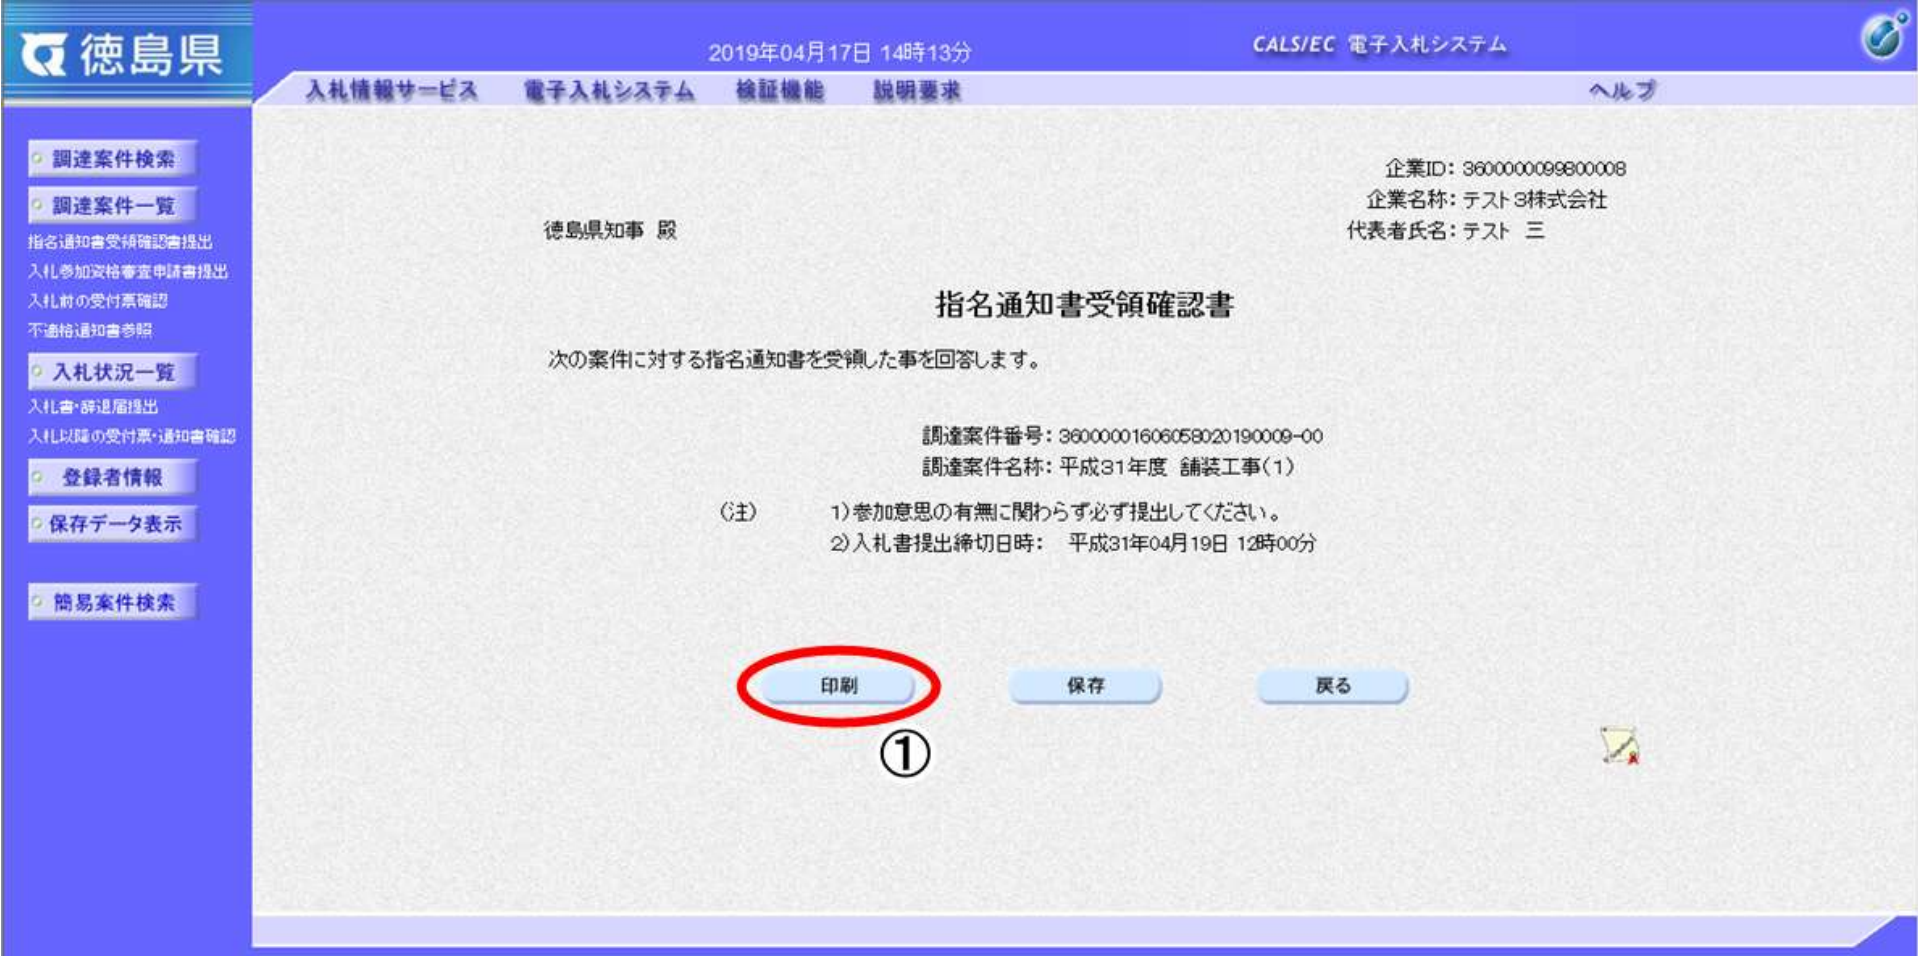 徳島県
2019年04月17日 14時13分
CALS/EC 電子入札システム
入札情報サービス 電子入札システム 検証機能 説明要求 ヘルプ
調達案件検索
調達案件一覧
指名通知書受領確認書提出
入札参加資格審査申請書提出
入札前の受付票確認
不適格通知書参照
入札状況一覧
入札書・辞退届提出
入札以降の受付票・通知書確認
登録者情報
保存データ表示
簡易案件検索
企業ID: 3600000099800008
企業名称: テスト3株式会社
徳島県知事 殿
代表者氏名: テスト 三
指名通知書受領確認書
次の案件に対する指名通知書を受領した事を回答します。
調達案件番号: 36000001606058020190009-00
調達案件名称: 平成31年度 舗装工事(1)
(注) 1)参加意思の有無に関わらず必ず提出してください。
2)入札書提出締切日時: 平成31年04月19日 12時00分
印刷 保存 戻る
①